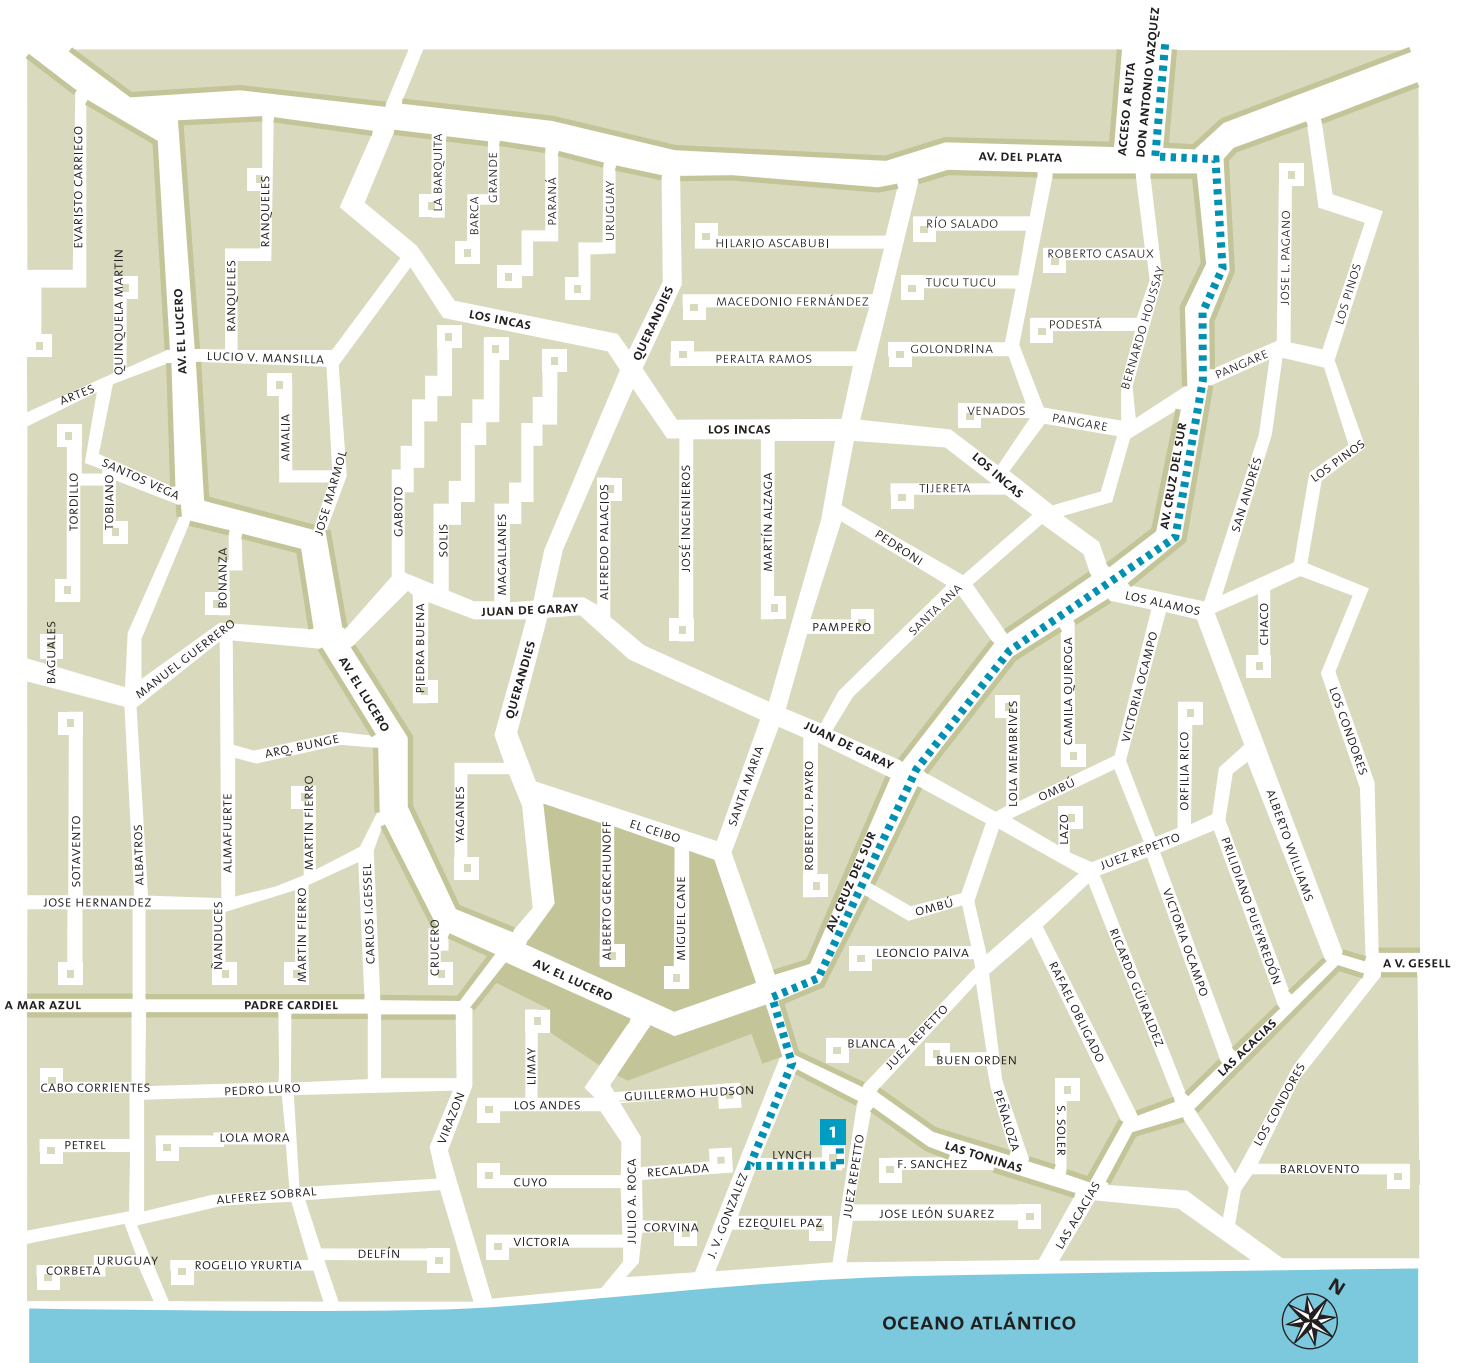 ACCESO A RUTA
DON ANTONIO VAZQUEZ
AV. DEL PLATA
EVARISTO CARRIEGO
RANQUELES
LA BARQUITA
BARCA
GRANDE
PARANÁ
URUGUAY
HILARIO ASCABUBI
RÍO SALADO
ROBERTO CASAUX
JOSE L. PAGANO
LOS PINOS
QUINQUELA MARTIN
AV. EL LUCERO
RANQUELES
LOS INCAS
QUERANDIES
MACEDONIO FERNÁNDEZ
TUCU TUCU
PODESTÁ
BERNARDO HOUSSAY
LUCIO V. MANSILLA
PERALTA RAMOS
GOLONDRINA
PANGARE
ARTES
AMALIA
LOS INCAS
VENADOS
PANGARE
AV. CRUZ DEL SUR
LOS PINOS
SANTOS VEGA
TORDILLO
TOBIANO
JOSE MARMOL
GABOTO
SOLIS
MAGALLANES
ALFREDO PALACIOS
JOSÉ INGENIEROS
MARTÍN ALZAGA
TIJERETA
LOS INCAS
SAN ANDRÉS
PEDRONI
BONANZA
JUAN DE GARAY
PIEDRA BUENA
PAMPERO
SANTA ANA
LOS ALAMOS
CHACO
BAGUALES
MANUEL GUERRERO
AV. EL LUCERO
QUERANDIES
CAMILA QUIROGA
VICTORIA OCAMPO
LOLA MEMBRIVES
ORFILIA RICO
LOS CONDORES
ARQ. BUNGE
JUAN DE GARAY
SANTA MARIA
ROBERTO J. PAYRO
OMBÚ
LAZO
ALBERTO WILLIAMS
SOTAVENTO
ALBATROS
ALMAFUERTE
MARTIN FIERRO
YAGANES
EL CEIBO
ALBERTO GERCHUNOFF
MIGUEL CANE
AV. CRUZ DEL SUR
JUEZ REPETTO
PRILIDIANO PUEYRREDÓN
JOSE HERNANDEZ
ÑANDUCES
MARTIN FIERRO
CARLOS I.GESSEL
CRUCERO
OMBÚ
VICTORIA OCAMPO
RICARDO GÜIRALDEZ
RAFAEL OBLIGADO
LEONCIO PAIVA
A V. GESELL
AV. EL LUCERO
A MAR AZUL
PADRE CARDIEL
LIMAY
BLANCA
JUEZ REPETTO
BUEN ORDEN
LAS ACACIAS
CABO CORRIENTES
PEDRO LURO
VIRAZON
LOS ANDES
GUILLERMO HUDSON
PEÑALOZA
S. SOLER
LOS CONDORES
PETREL
LOLA MORA
1
LYNCH
JUEZ REPETTO
LAS TONINAS
F. SANCHEZ
BARLOVENTO
ALFEREZ SOBRAL
CUYO
JULIO A. ROCA
RECALADA
J. V. GONZALEZ
CORVINA
EZEQUIEL PAZ
JOSE LEÓN SUAREZ
LAS ACACIAS
VICTORIA
DELFÍN
URUGUAY
CORBETA
ROGELIO YRURTIA
N
OCEANO ATLÁNTICO